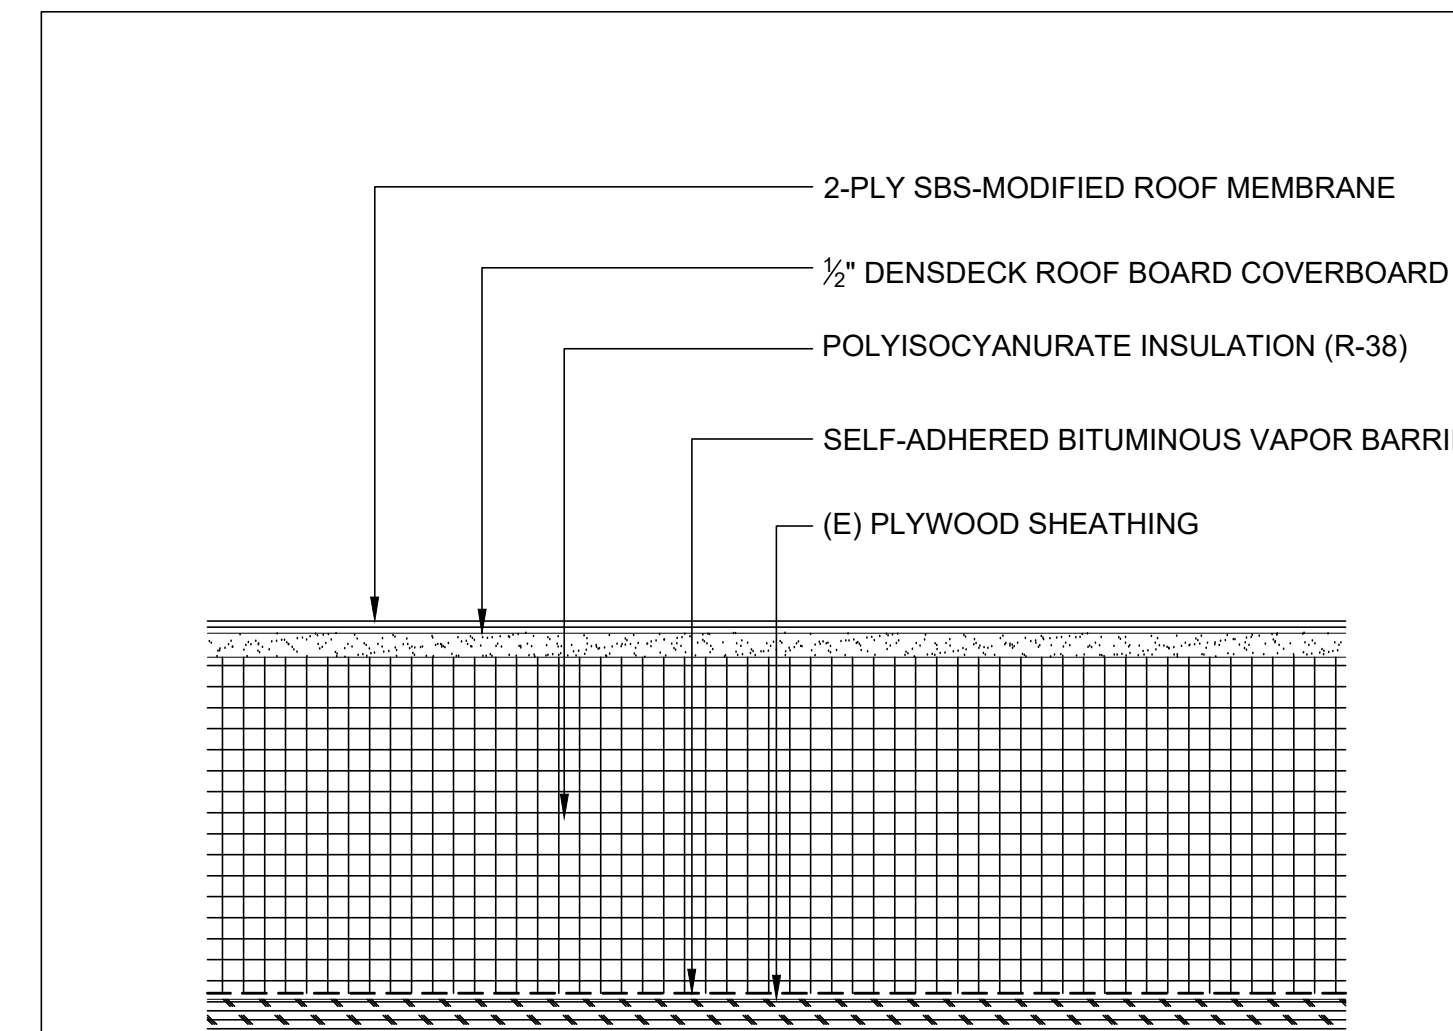 2-PLY SBS-MODIFIED ROOF MEMBRANE
½" DENSDECK ROOF BOARD COVERBOARD
POLYISOCYANURATE INSULATION (R-38)
SELF-ADHERED BITUMINOUS VAPOR
(E) PLYWOOD SHEATHING